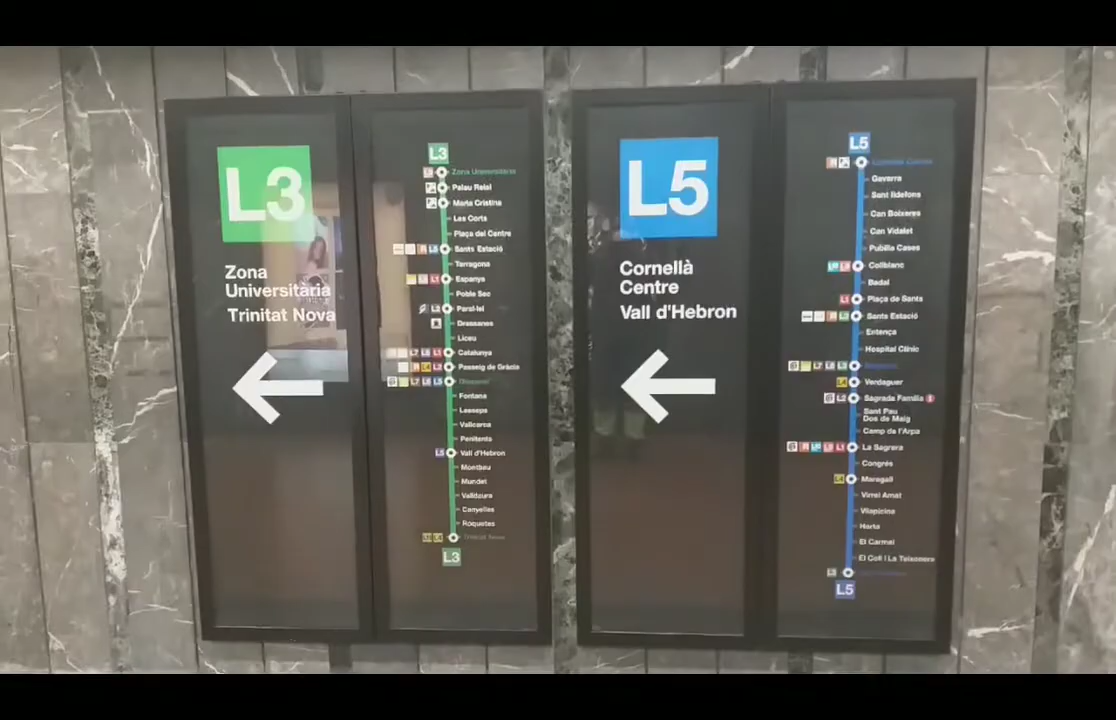 L3
Zona
Universitària
Trinitat Nova
L3
Zona Universitària
Palau Reial
Maria Cristina
Les Corts
Plaça del Centre
Sants Estació
Tarragona
Espanya
Poble Sec
Paral·lel
Drassanes
Liceu
Catalunya
Passeig de Gràcia
Diagonal
Fontana
Lesseps
Vallcarca
Penitents
Vall d'Hebron
Montbau
Mundet
Valldaura
Canyelles
Roquetes
Trinitat Nova
L3
L5
Cornellà
Centre
Vall d'Hebron
L5
Cornellà Centre
Gavarra
Sant Ildefons
Can Boixeres
Can Vidalet
Pubilla Cases
Collblanc
Badal
Plaça de Sants
Sants Estació
Entença
Hospital Clínic
Verdaguer
Sagrada Família
Sant Pau
Dos de Maig
Camp de l'Arpa
La Sagrera
Congrés
Maragall
Virrei Amat
Vilapicina
Horta
El Carmel
El Coll | La Teixonera
L5